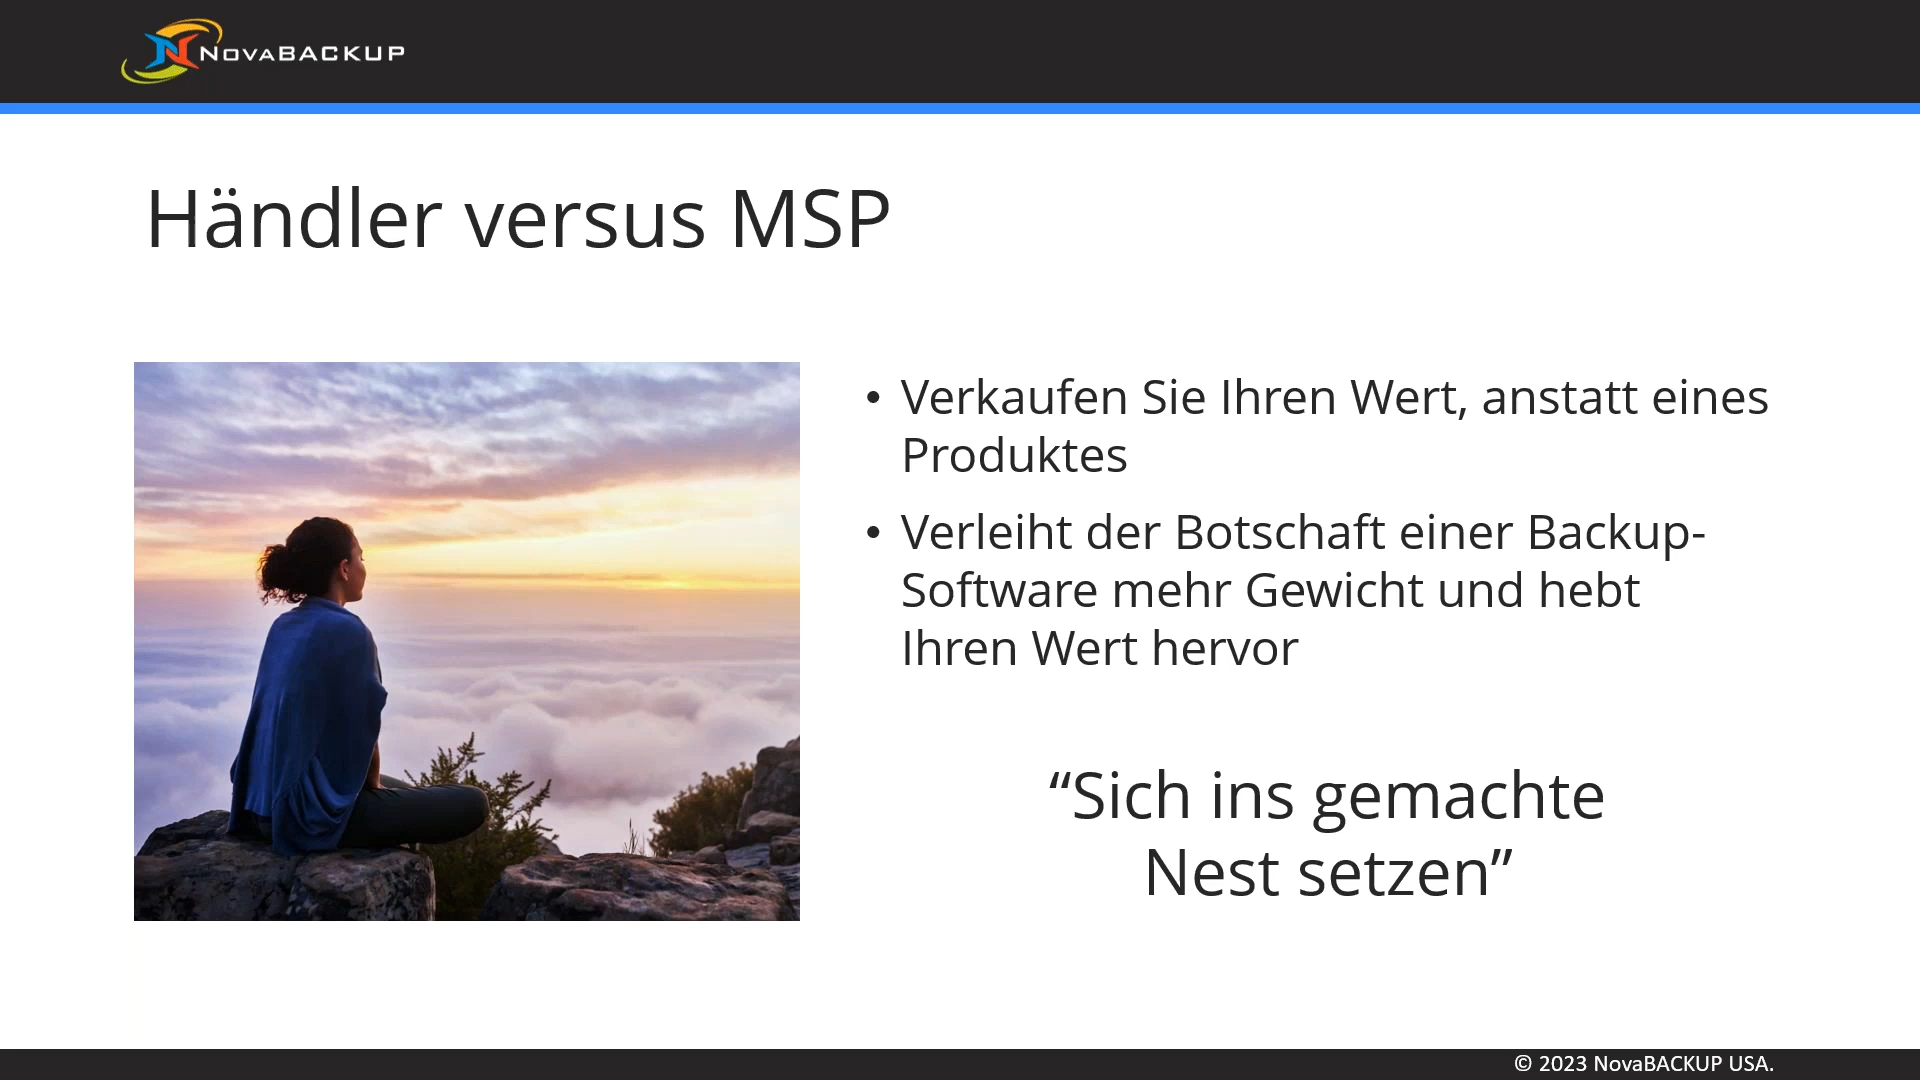 NovaBACKUP
Händler versus MSP
• Verkaufen Sie Ihren Wert, anstatt eines
Produktes
• Verleiht der Botschaft einer Backup-
Software mehr Gewicht und hebt
Ihren Wert hervor
“Sich ins gemachte
Nest setzen”
© 2023 NovaBACKUP USA.